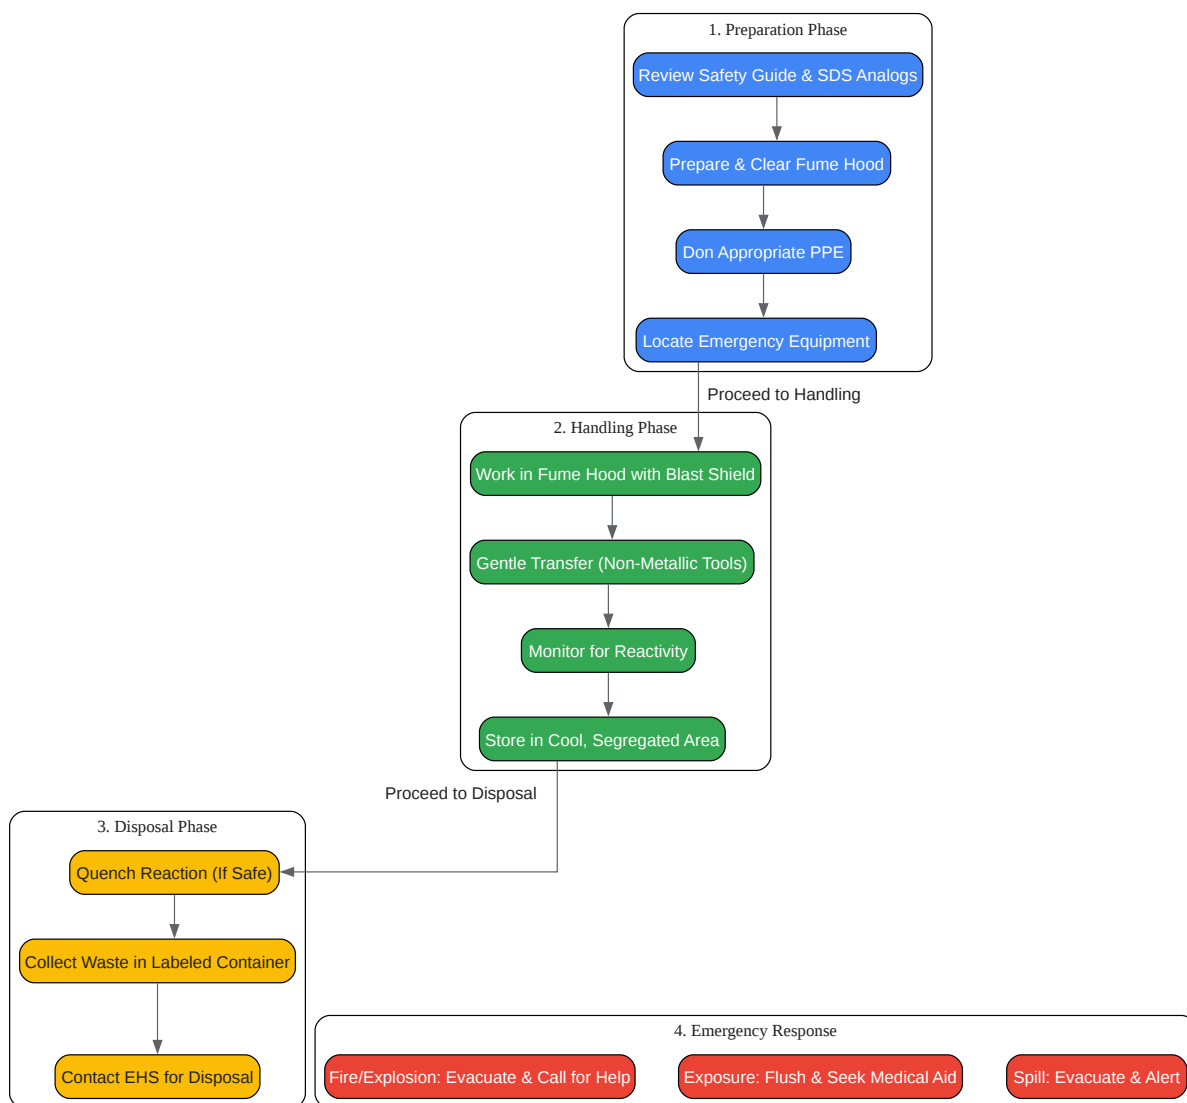 1. Preparation Phase
Review Safety Guide & SDS Analogs
Prepare & Clear Fume Hood
Don Appropriate PPE
Locate Emergency Equipment
Proceed to Handling
2. Handling Phase
Work in Fume Hood with Blast Shield
Gentle Transfer (Non-Metallic Tools)
Monitor for Reactivity
Store in Cool, Segregated Area
Proceed to Disposal
3. Disposal Phase
Quench Reaction (If Safe)
Collect Waste in Labeled Container
Contact EHS for Disposal
4. Emergency Response
Fire/Explosion: Evacuate & Call for Help
Exposure: Flush & Seek Medical Aid
Spill: Evacuate & Alert